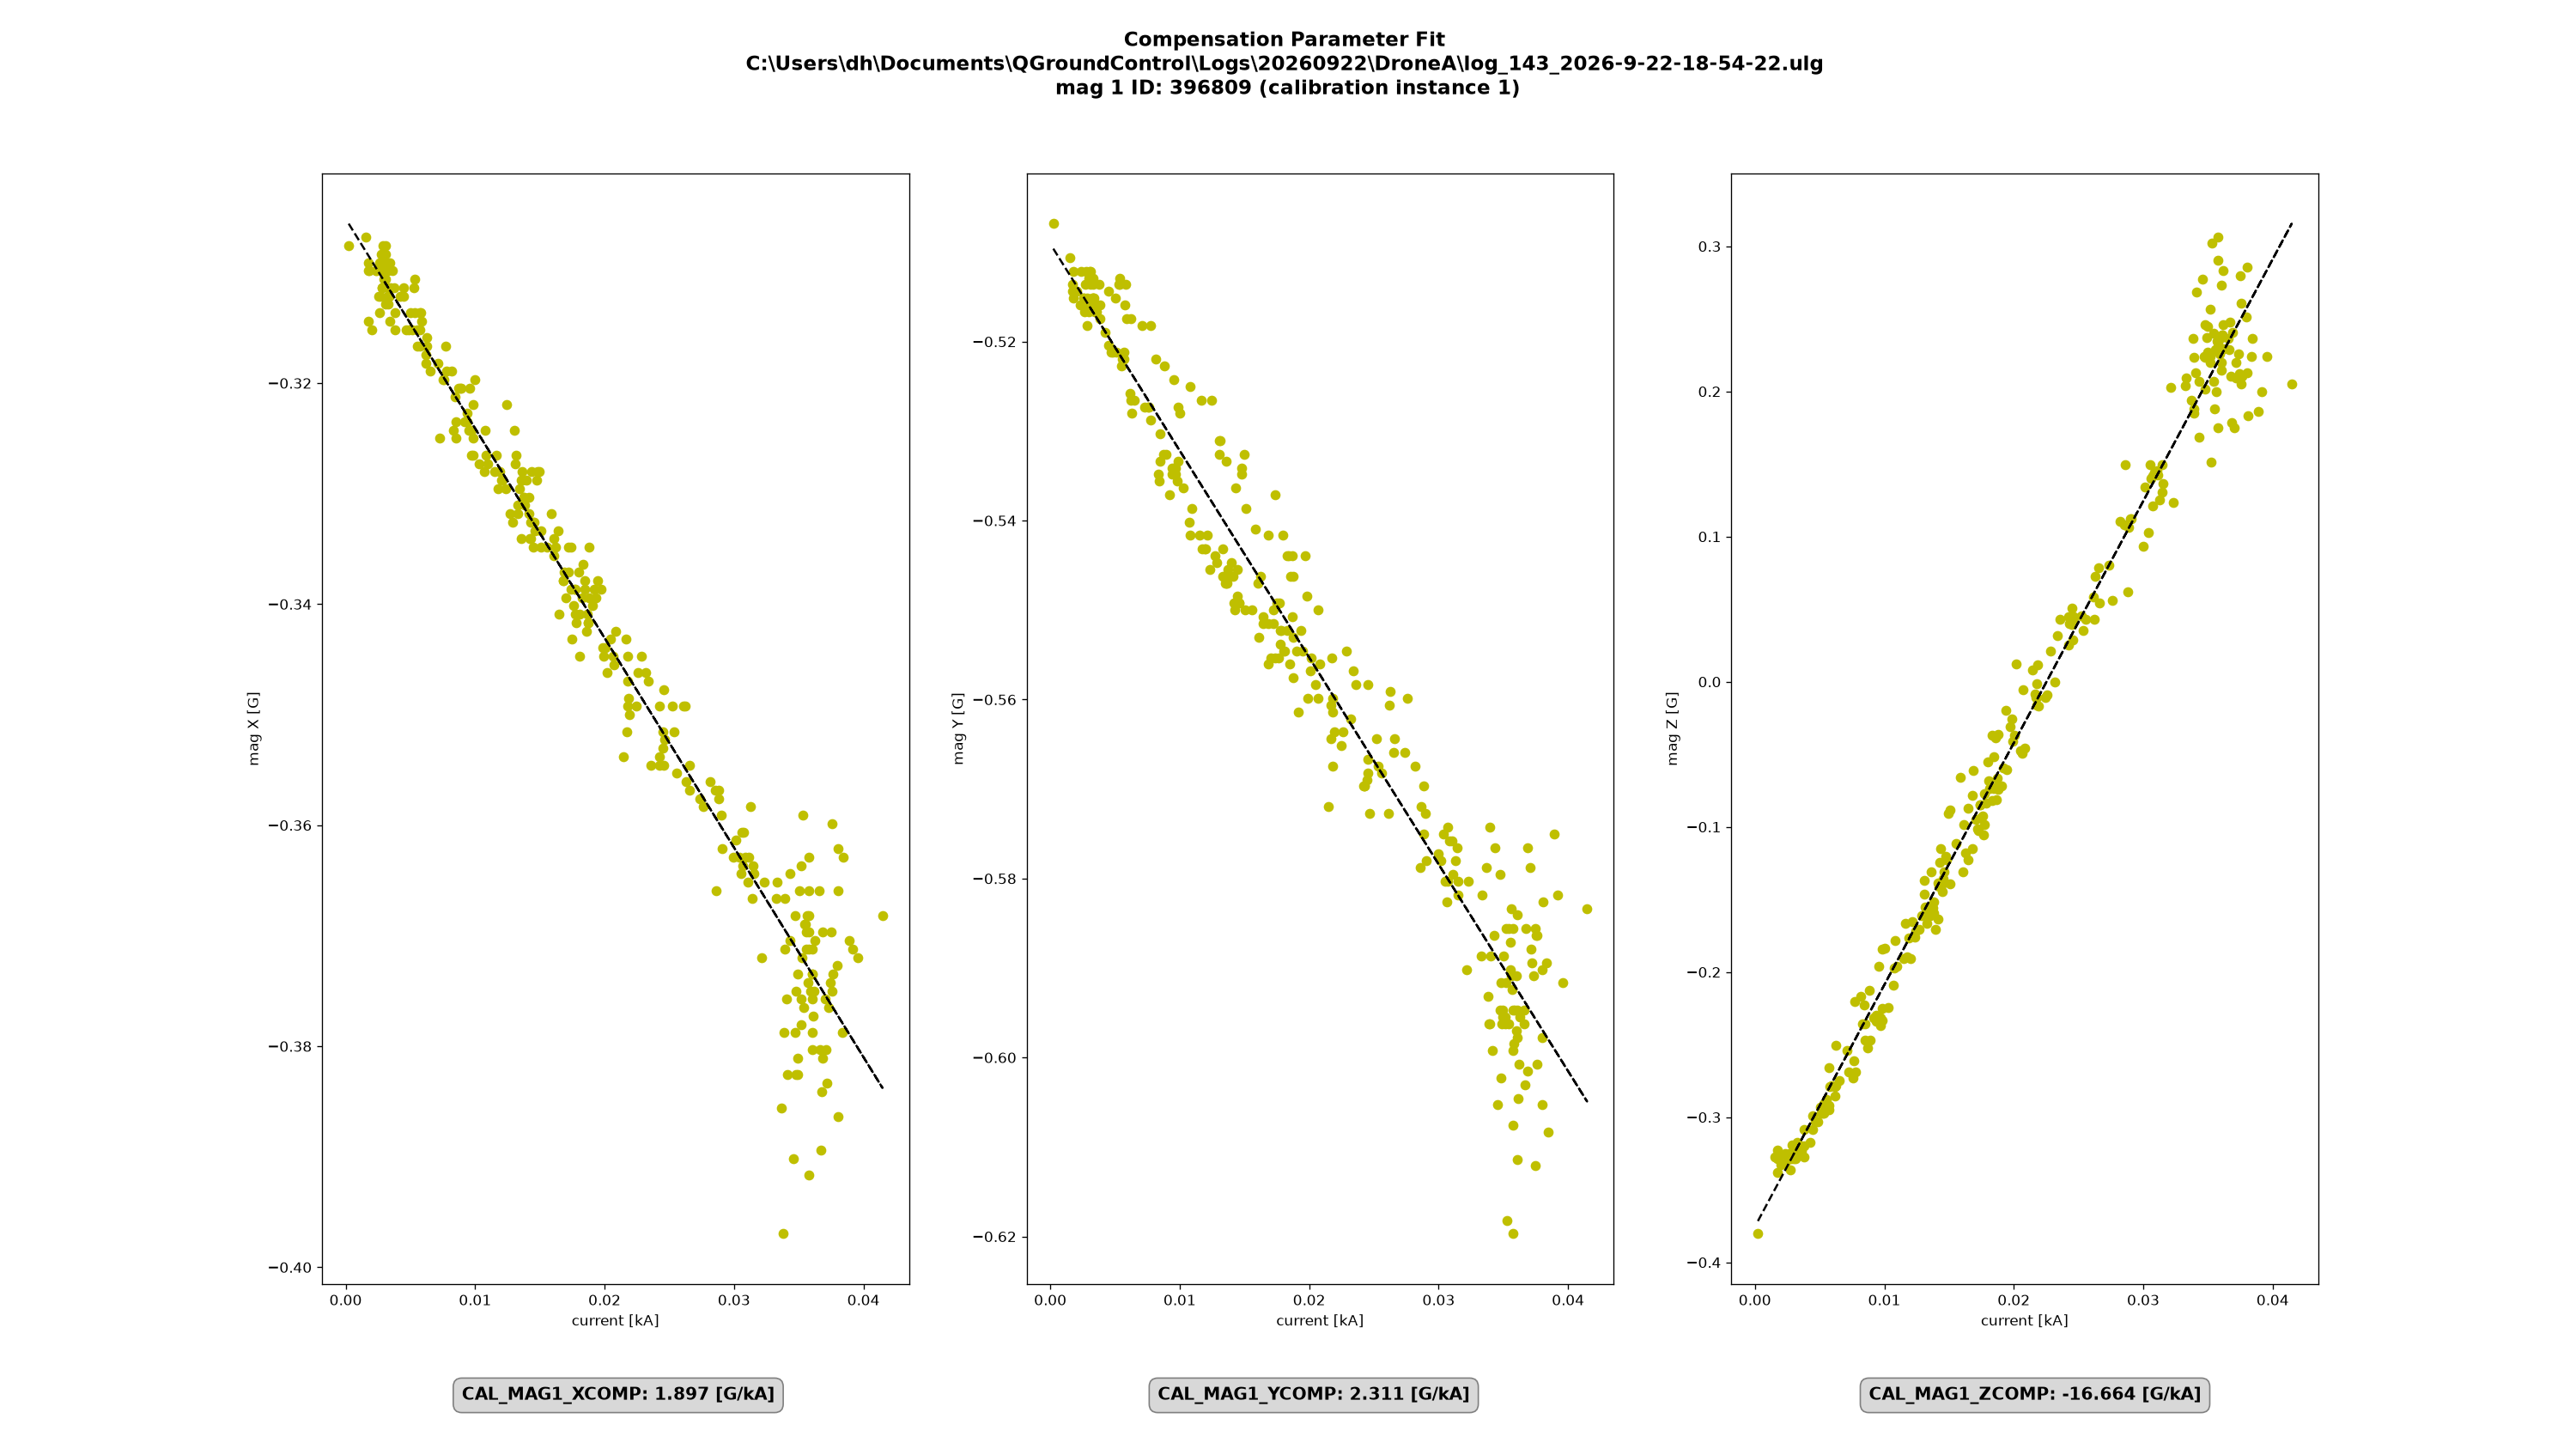 Compensation Parameter Fit
C:\Users\dh\Documents\QGroundControl\Logs\20260922\DroneA\log_143_2026-9-22-18-54-22.ulg
mag 1 ID: 396809 (calibration instance 1)
mag X [G]
−0.32
−0.34
−0.36
−0.38
−0.40
0.00 0.01 0.02 0.03 0.04
current [kA]
mag Y [G]
−0.52
−0.54
−0.56
−0.58
−0.60
−0.62
0.00 0.01 0.02 0.03 0.04
current [kA]
mag Z [G]
0.3
0.2
0.1
0.0
−0.1
−0.2
−0.3
−0.4
0.00 0.01 0.02 0.03 0.04
current [kA]
CAL_MAG1_XCOMP: 1.897 [G/kA]
CAL_MAG1_YCOMP: 2.311 [G/kA]
CAL_MAG1_ZCOMP: -16.664 [G/kA]